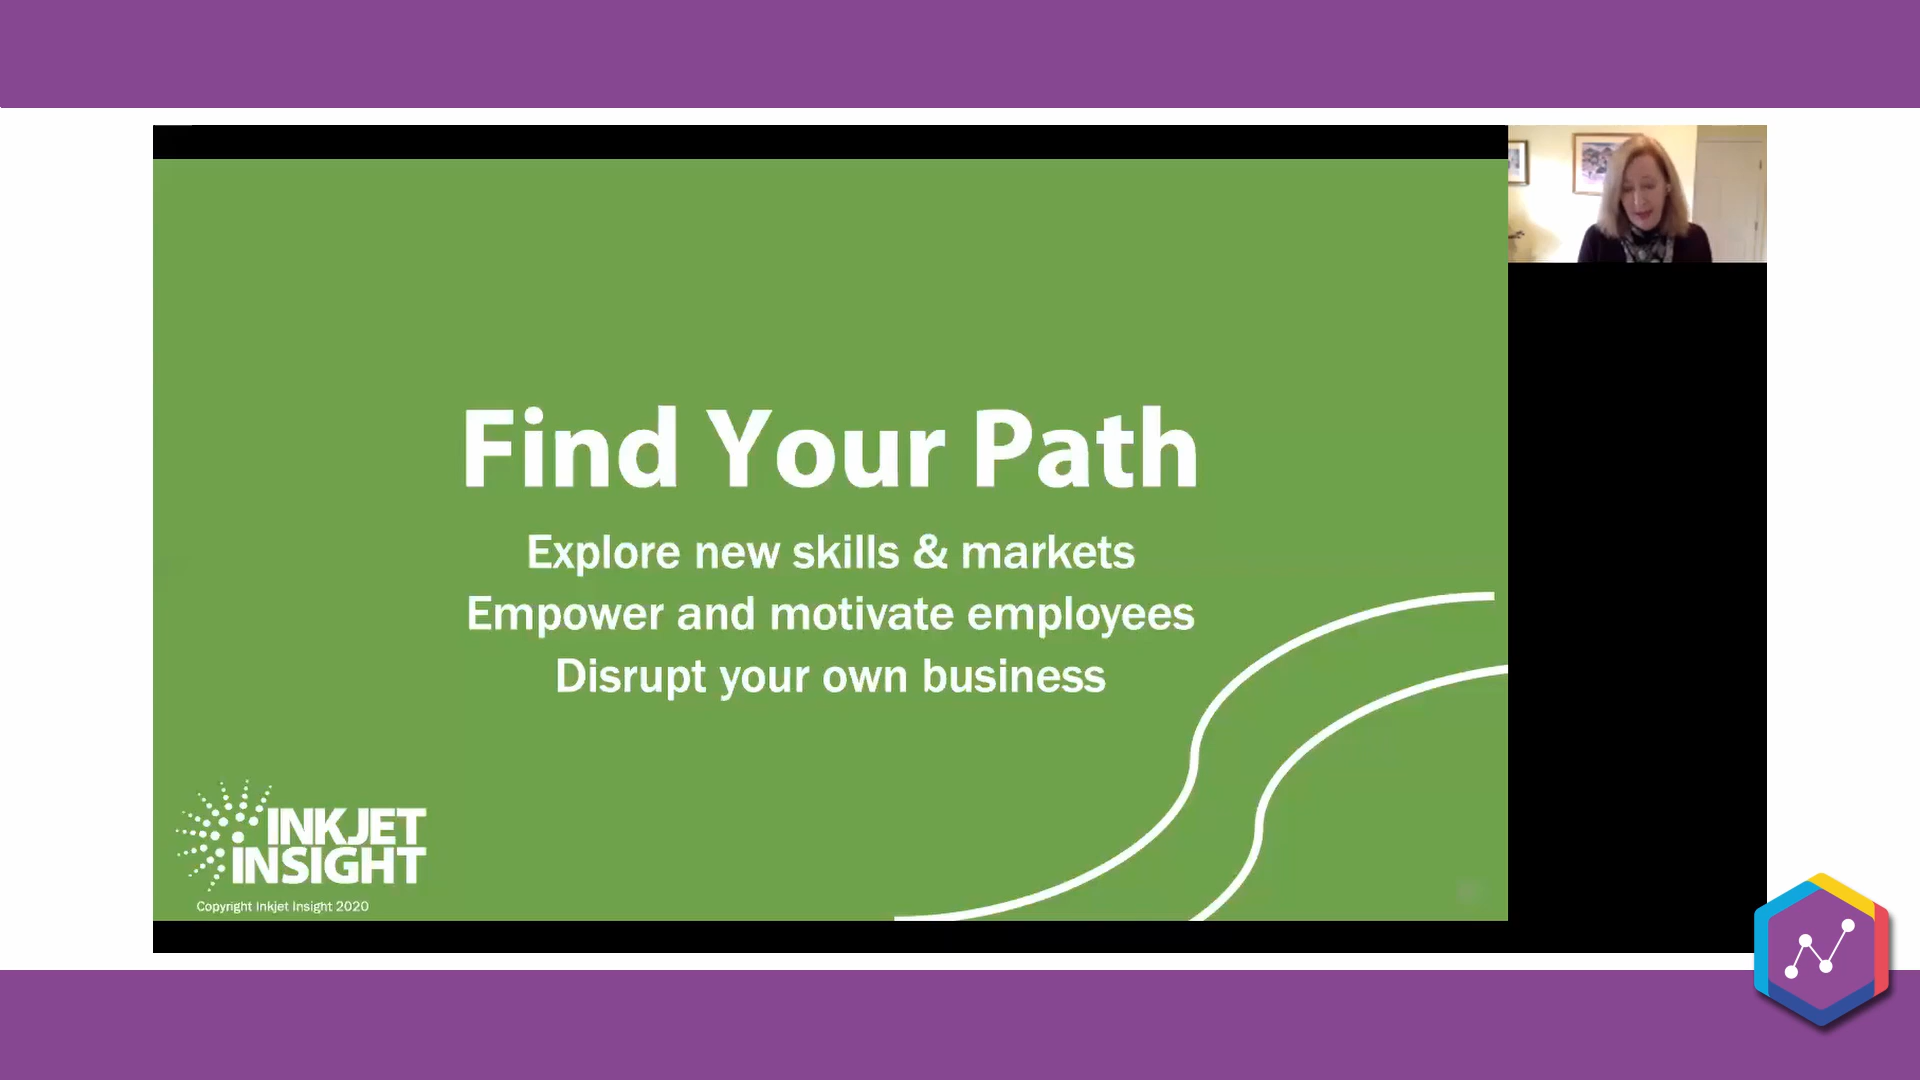 Find Your Path
Explore new skills & markets
Empower and motivate employees
Disrupt your own business
INKJET
INSIGHT
Copyright Inkjet Insight 2020